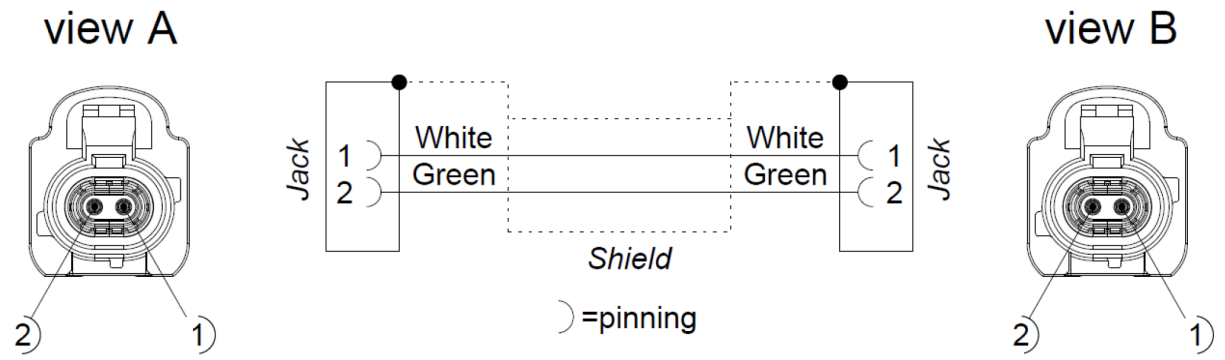 view A
view B
Jack
1 White White 1
2 Green Green 2
Jack
Shield
=pinning
2 1
2 1